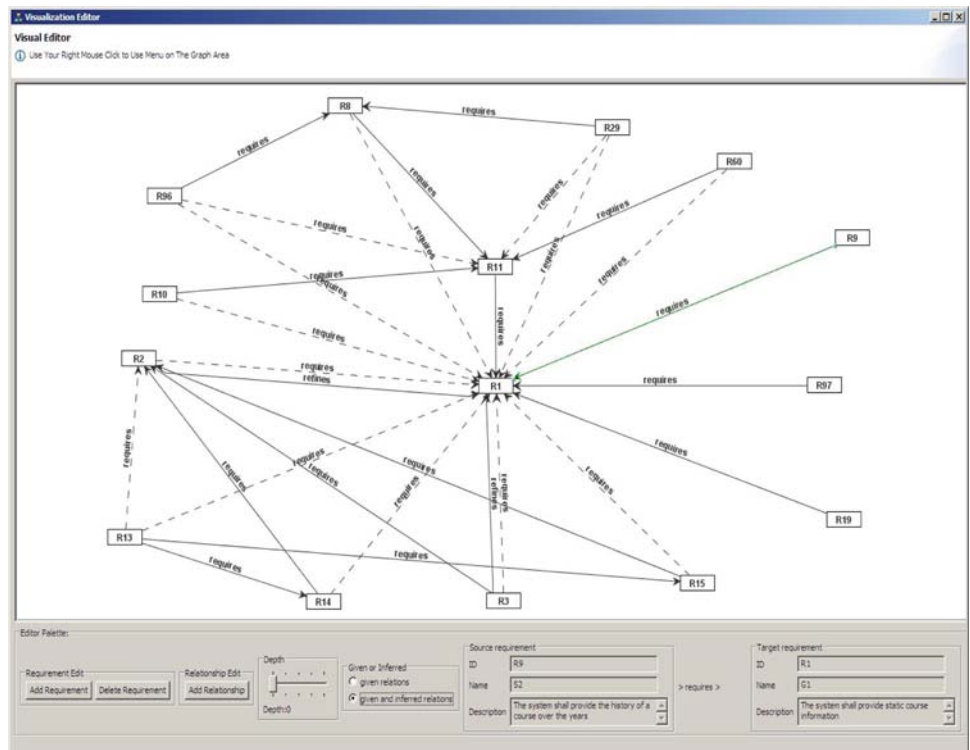 Visualization Editor
Visual Editor
Use Your Right Mouse Click to Use Menu on The Graph Area
R8
requires
R29
requires
R60
R96
requires
requires
requires
requires
requires
requires
requires
R9
R11
requires
R10
requires
requires
requires
requires
requires
R2
requires
refines
R1
requires
R97
requires
requires
requires
requires
requires
requires
requires
requires
refines
requires
R13
requires
R19
requires
R14
R3
R15
Editor Palette:
Requirement Edit
Add Requirement
Delete Requirement
Relationship Edit
Add Relationship
Depth
Depth:0
Given or Inferred
given relations
given and inferred relations
Source requirement
ID
R9
Name
S2
Description
The system shall provide the history of a
course over the years
> requires >
Target requirement
ID
R1
Name
G1
Description
The system shall provide static course
information